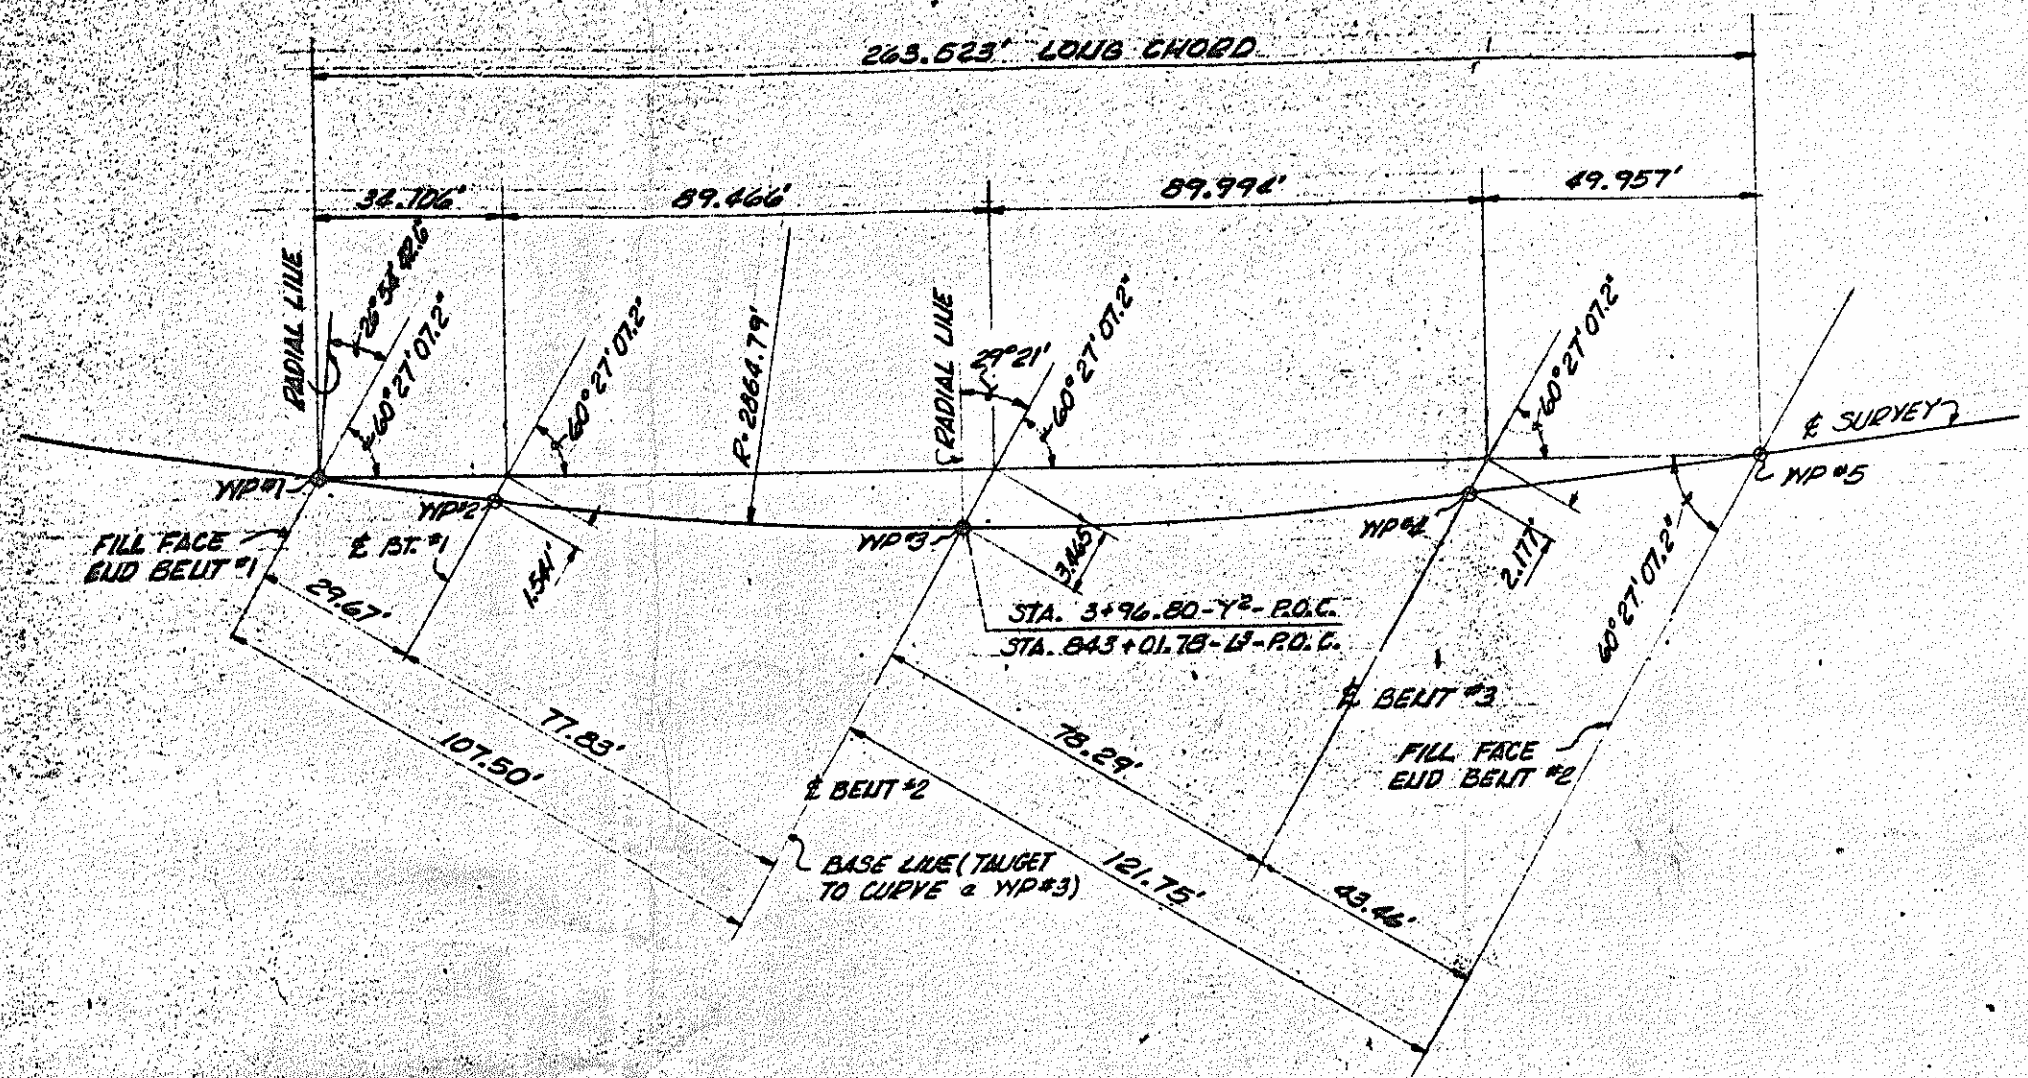 263.523' LONG CHORD
34.106'
89.466'
89.994'
49.957'
RADIAL LINE
60°27'07.2"
60°27'07.2"
R=2864.79'
RADIAL LINE
29°21'
60°27'07.2"
60°27'07.2"
℄ SURVEY
WP#1
WP#2
WP#3
WP#4
WP#5
FILL FACE
END BENT #1
℄ BT. #1
1.541'
3.465'
2.177'
60°27'07.2"
29.67'
STA. 3+96.80-Y²-P.O.C.
STA. 843+01.78-L³-P.O.C.
77.83'
107.50'
℄ BENT #2
78.29'
℄ BENT #3
FILL FACE
END BENT #2
BASE LINE (TANGET
TO CURVE @ WP#3)
121.75'
43.46'